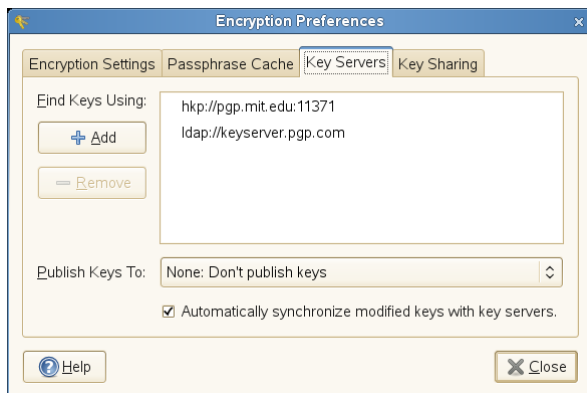 Encryption Preferences
Encryption Settings Passphrase Cache Key Servers Key Sharing
Find Keys Using:
hkp://pgp.mit.edu:11371
ldap://keyserver.pgp.com
Add
Remove
Publish Keys To: None: Don't publish keys
Automatically synchronize modified keys with key servers.
Help Close